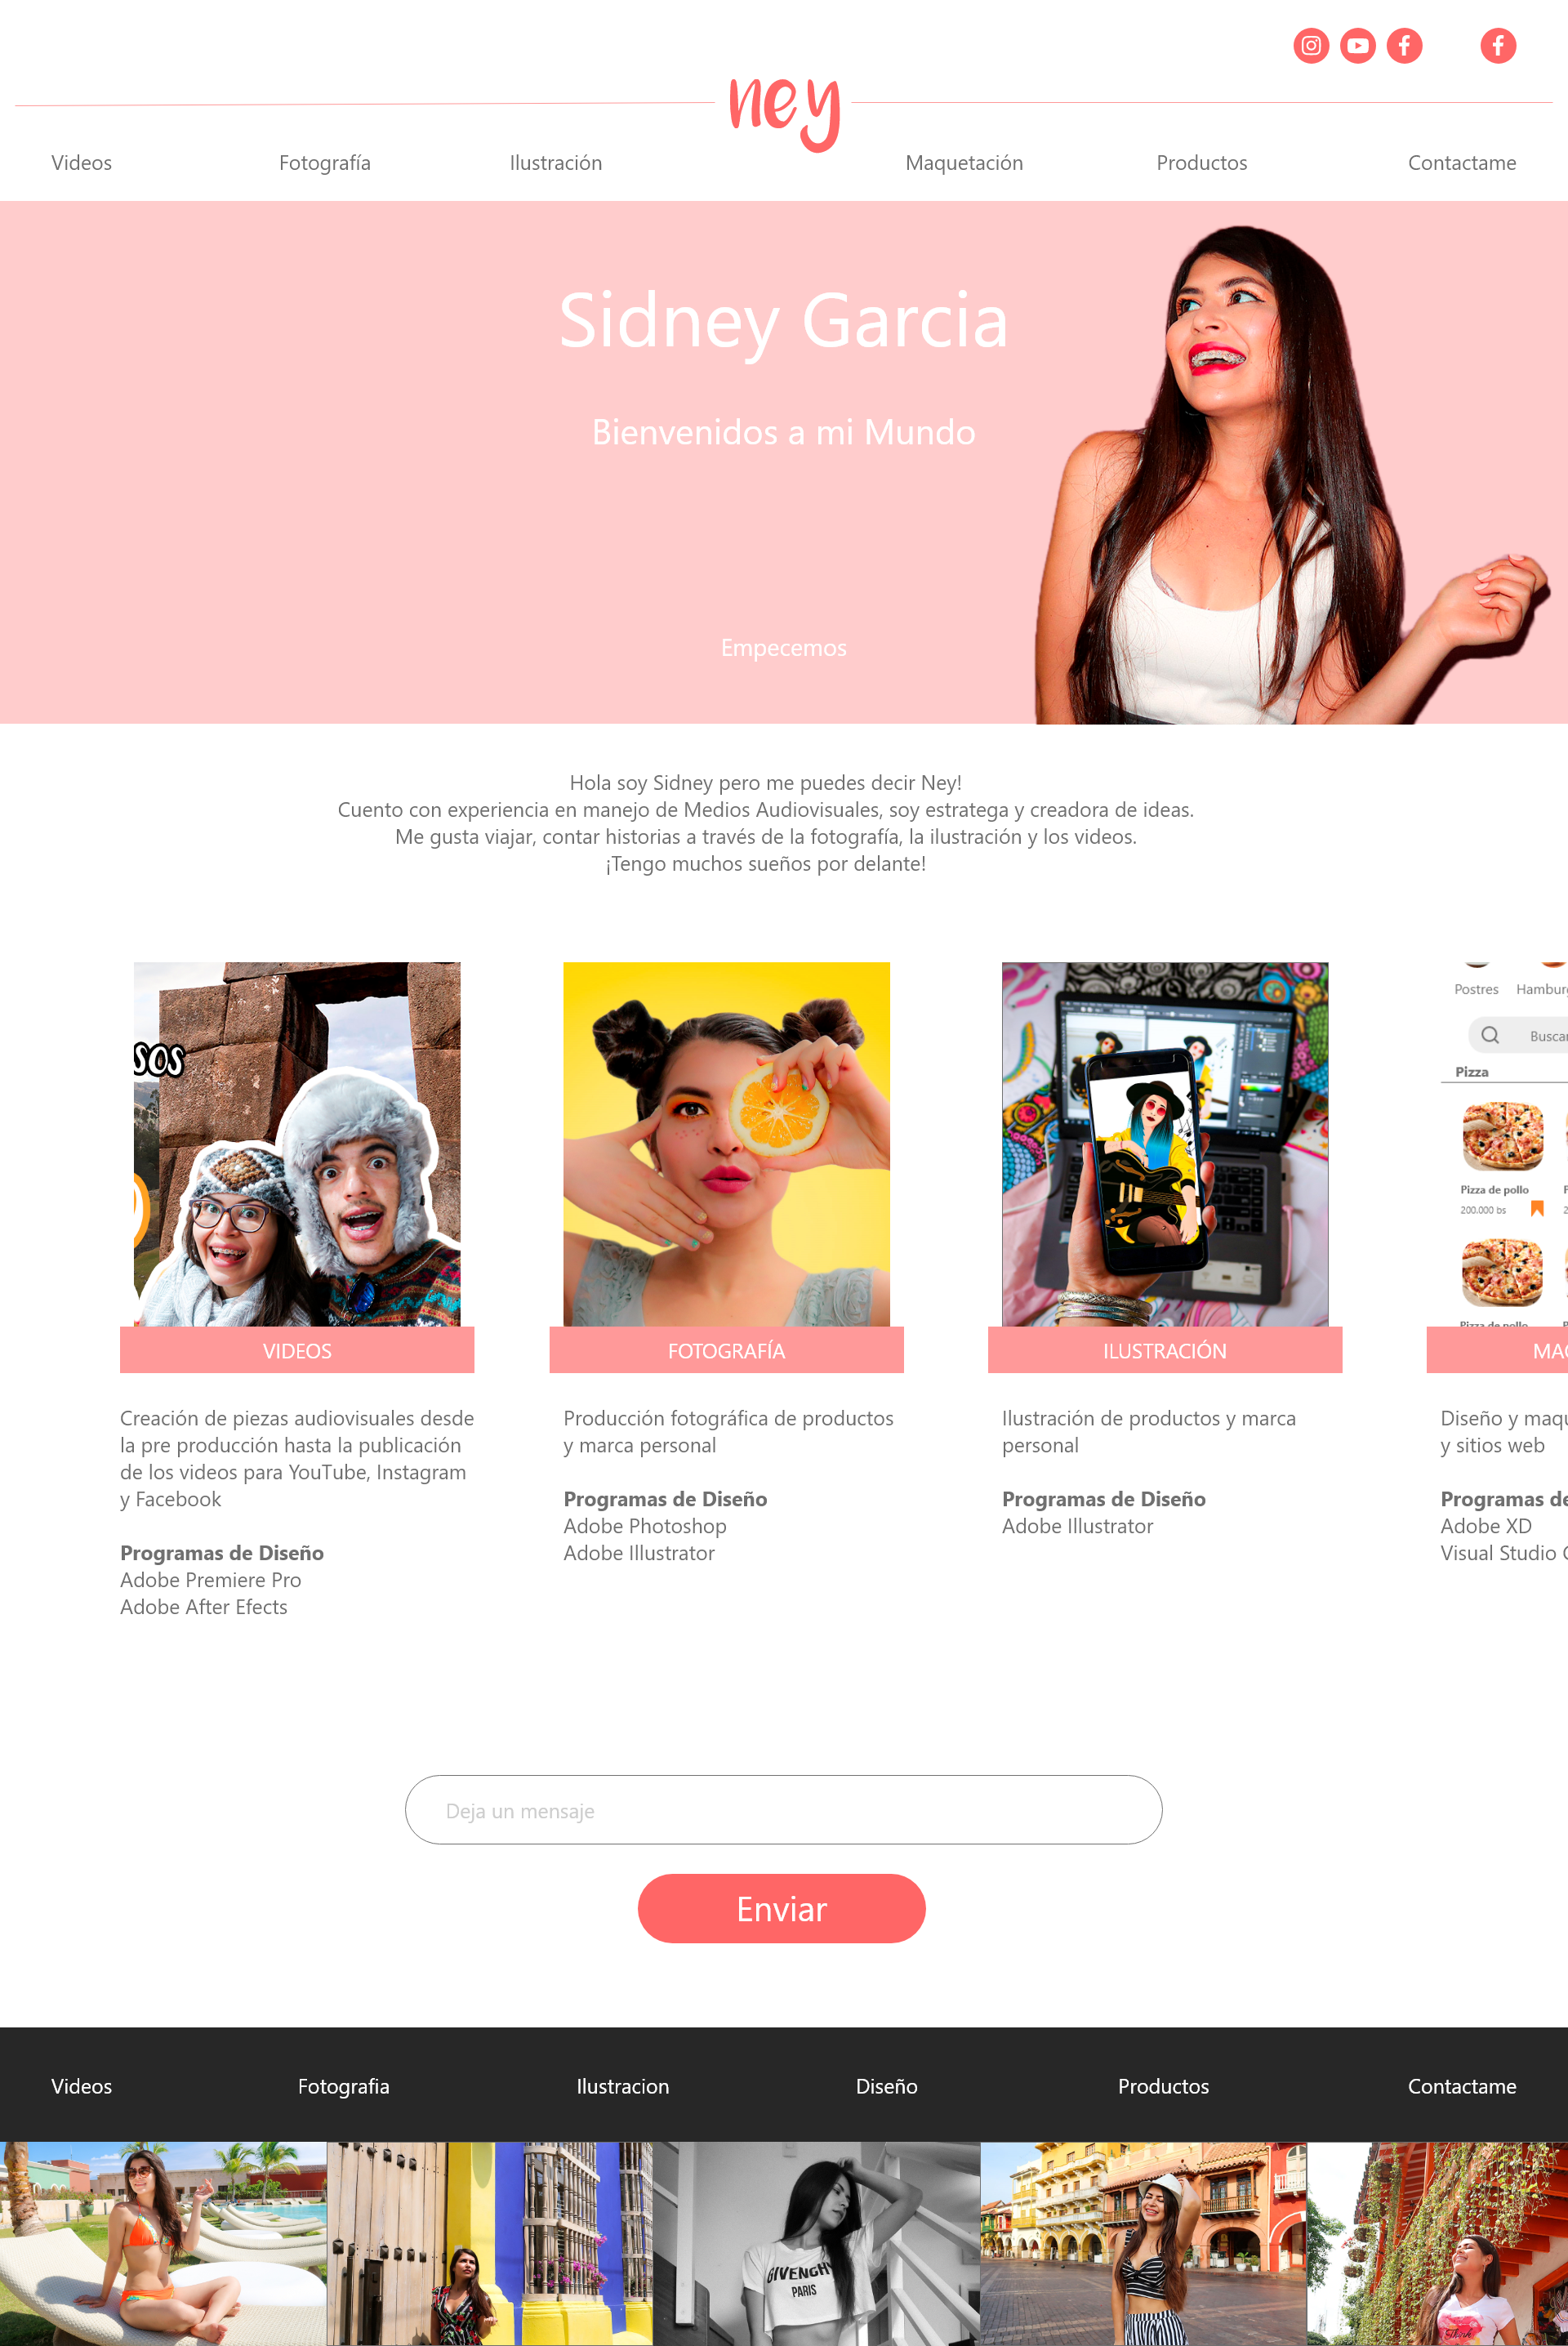 ney
Videos
Fotografía
Ilustración
Maquetación
Productos
Contactame
Sidney Garcia
Bienvenidos a mi Mundo
Empecemos
Hola soy Sidney pero me puedes decir Ney!
Cuento con experiencia en manejo de Medios Audiovisuales, soy estratega y creadora de ideas.
Me gusta viajar, contar historias a través de la fotografía, la ilustración y los videos.
¡Tengo muchos sueños por delante!
SOS
Postres
Hamburg
Buscar
Pizza
Pizza de pollo
200.000 bs
Pizza de pollo
VIDEOS
Creación de piezas audiovisuales desde
la pre producción hasta la publicación
de los videos para YouTube, Instagram
y Facebook
Programas de Diseño
Adobe Premiere Pro
Adobe After Efects
FOTOGRAFÍA
Producción fotográfica de productos
y marca personal
Programas de Diseño
Adobe Photoshop
Adobe Illustrator
ILUSTRACIÓN
Ilustración de productos y marca
personal
Programas de Diseño
Adobe Illustrator
MA
Diseño y maqu
y sitios web
Programas de
Adobe XD
Visual Studio
Deja un mensaje
Enviar
Videos
Fotografia
Ilustracion
Diseño
Productos
Contactame
GIVENCHY
PARIS
Think